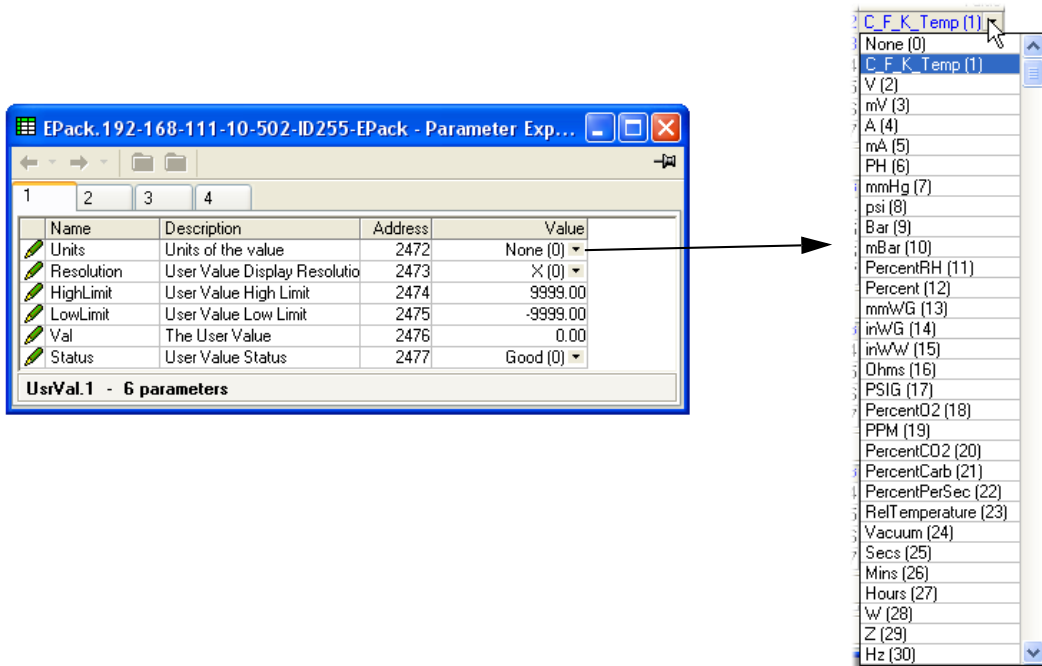 EPack.192-168-111-10-502-ID255-EPack - Parameter Exp...
1 2 3 4
Name Description Address Value
Units Units of the value 2472 None (0)
Resolution User Value Display Resolutio 2473 X (0)
HighLimit User Value High Limit 2474 9999.00
LowLimit User Value Low Limit 2475 -9999.00
Val The User Value 2476 0.00
Status User Value Status 2477 Good (0)
UsrVal.1 - 6 parameters
C_F_K_Temp (1)
None (0)
C_F_K_Temp (1)
V (2)
mV (3)
A (4)
mA (5)
PH (6)
mmHg (7)
psi (8)
Bar (9)
mBar (10)
PercentRH (11)
Percent (12)
mmWG (13)
inWG (14)
inWW (15)
Ohms (16)
PSIG (17)
PercentO2 (18)
PPM (19)
PercentCO2 (20)
PercentCarb (21)
PercentPerSec (22)
RelTemperature (23)
Vacuum (24)
Secs (25)
Mins (26)
Hours (27)
W (28)
Z (29)
Hz (30)